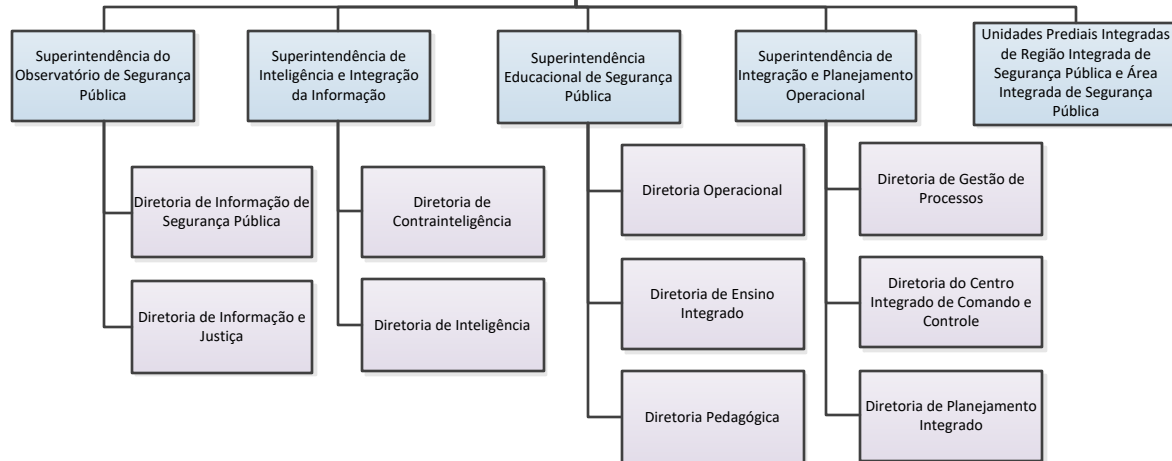 Superintendência do
Observatório de Segurança
Pública
Superintendência de
Inteligência e Integração
da Informação
Superintendência
Educacional de Segurança
Pública
Superintendência de
Integração e Planejamento
Operacional
Unidades Prediais Integradas
de Região Integrada de
Segurança Pública e Área
Integrada de Segurança
Pública
Diretoria de Informação de
Segurança Pública
Diretoria de Informação e
Justiça
Diretoria de
Contrainteligência
Diretoria de Inteligência
Diretoria Operacional
Diretoria de Ensino
Integrado
Diretoria Pedagógica
Diretoria de Gestão de
Processos
Diretoria do Centro
Integrado de Comando e
Controle
Diretoria de Planejamento
Integrado